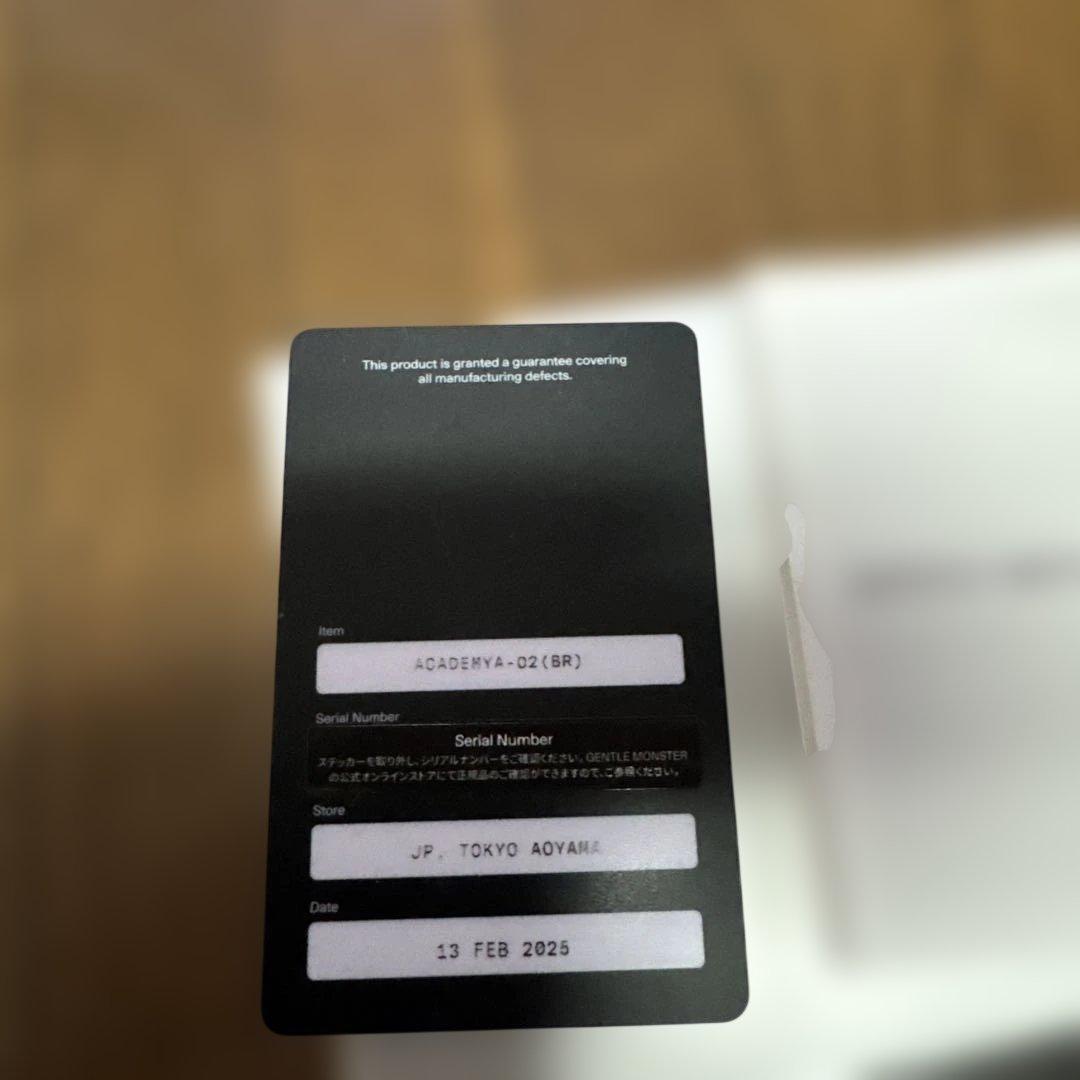 This product is granted a guarantee covering
all manufacturing defects.
Item
ACADEMYA-02(BR)
Serial Number
Serial Number
ステッカーを取り外し、シリアルナンバーをご確認ください。GENTLE MONSTER
の公式オンラインストアにて正規品のご確認ができますので、ご参照ください。
Store
JP, TOKYO AOYAMA
Date
13 FEB 2025